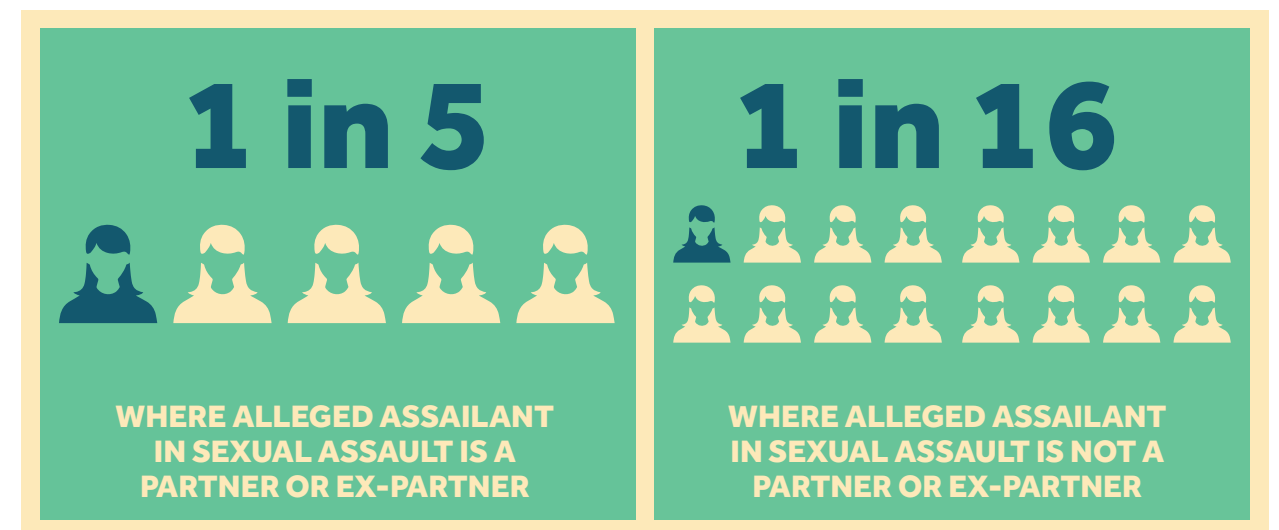 1 in 5
WHERE ALLEGED ASSAILANT
IN SEXUAL ASSAULT IS A
PARTNER OR EX-PARTNER
1 in 16
WHERE ALLEGED ASSAILANT
IN SEXUAL ASSAULT IS NOT A
PARTNER OR EX-PARTNER